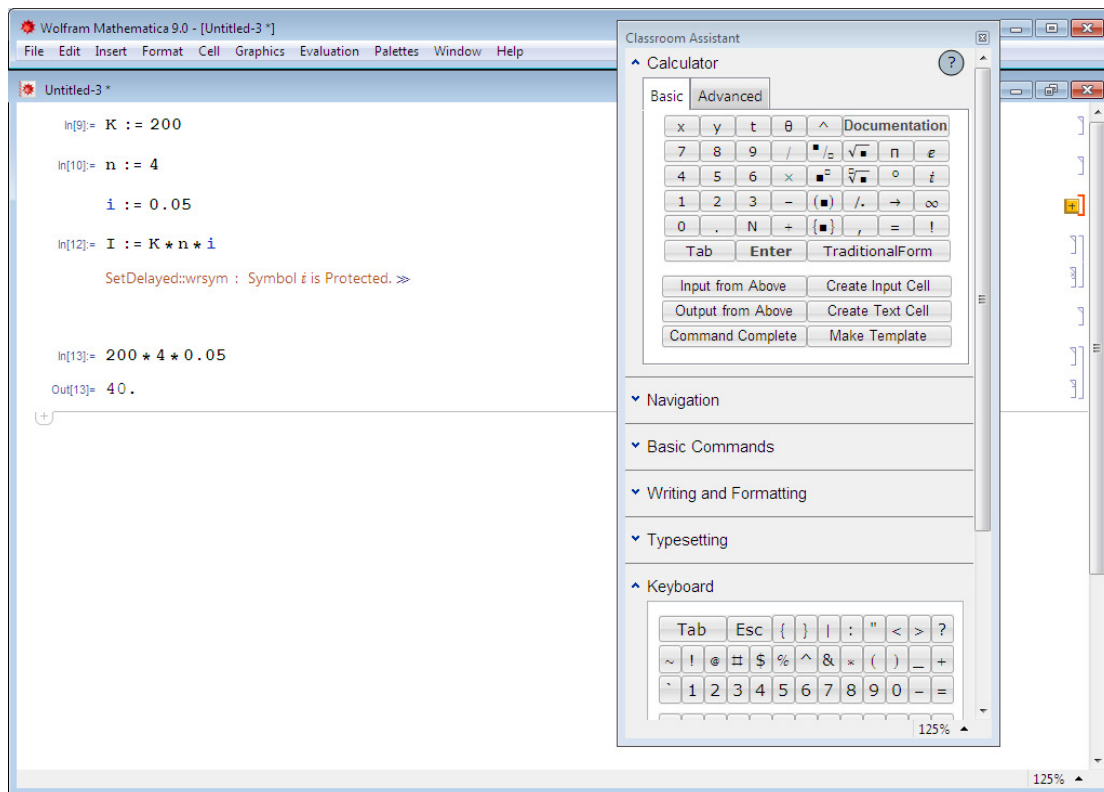 Wolfram Mathematica 9.0 - [Untitled-3 *]
File Edit Insert Format Cell Graphics Evaluation Palettes Window Help
Untitled-3 *
In[9]:= K := 200
In[10]:= n := 4
i := 0.05
In[12]:= I := K * n * i
SetDelayed::wrsym : Symbol i is Protected. ≫
In[13]:= 200 * 4 * 0.05
Out[13]= 40.
125%
Classroom Assistant
Calculator
?
Basic Advanced
x y t θ ^ Documentation
7 8 9 / ■/□ √■ π e
4 5 6 × ■□ □√■ ° i
1 2 3 − (■) /. → ∞
0 . N + {■} , = !
Tab Enter TraditionalForm
Input from Above Create Input Cell
Output from Above Create Text Cell
Command Complete Make Template
Navigation
Basic Commands
Writing and Formatting
Typesetting
Keyboard
Tab Esc { } | : " < > ?
~ ! @ # $ % ^ & * ( ) _ +
` 1 2 3 4 5 6 7 8 9 0 − =
125%